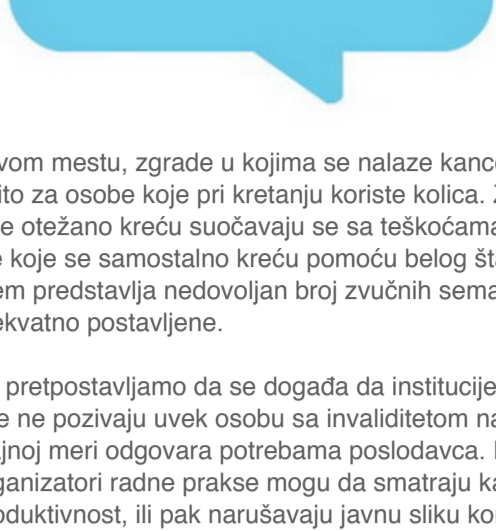 vom mestu, zgrade u kojima se nalaze kanc
ito za osobe koje pri kretanju koriste kolica.
e otežano kreću suočavaju se sa teškoćama
e koje se samostalno kreću pomoću belog šta
em predstavlja nedovoljan broj zvučnih sema
ekvatno postavljene.
pretpostavljamo da se događa da institucije
e ne pozivaju uvek osobu sa invaliditetom na
jnoj meri odgovara potrebama poslodavca.
ganizatori radne prakse mogu da smatraju ka
oduktivnost, ili pak narušavaju javnu sliku ko